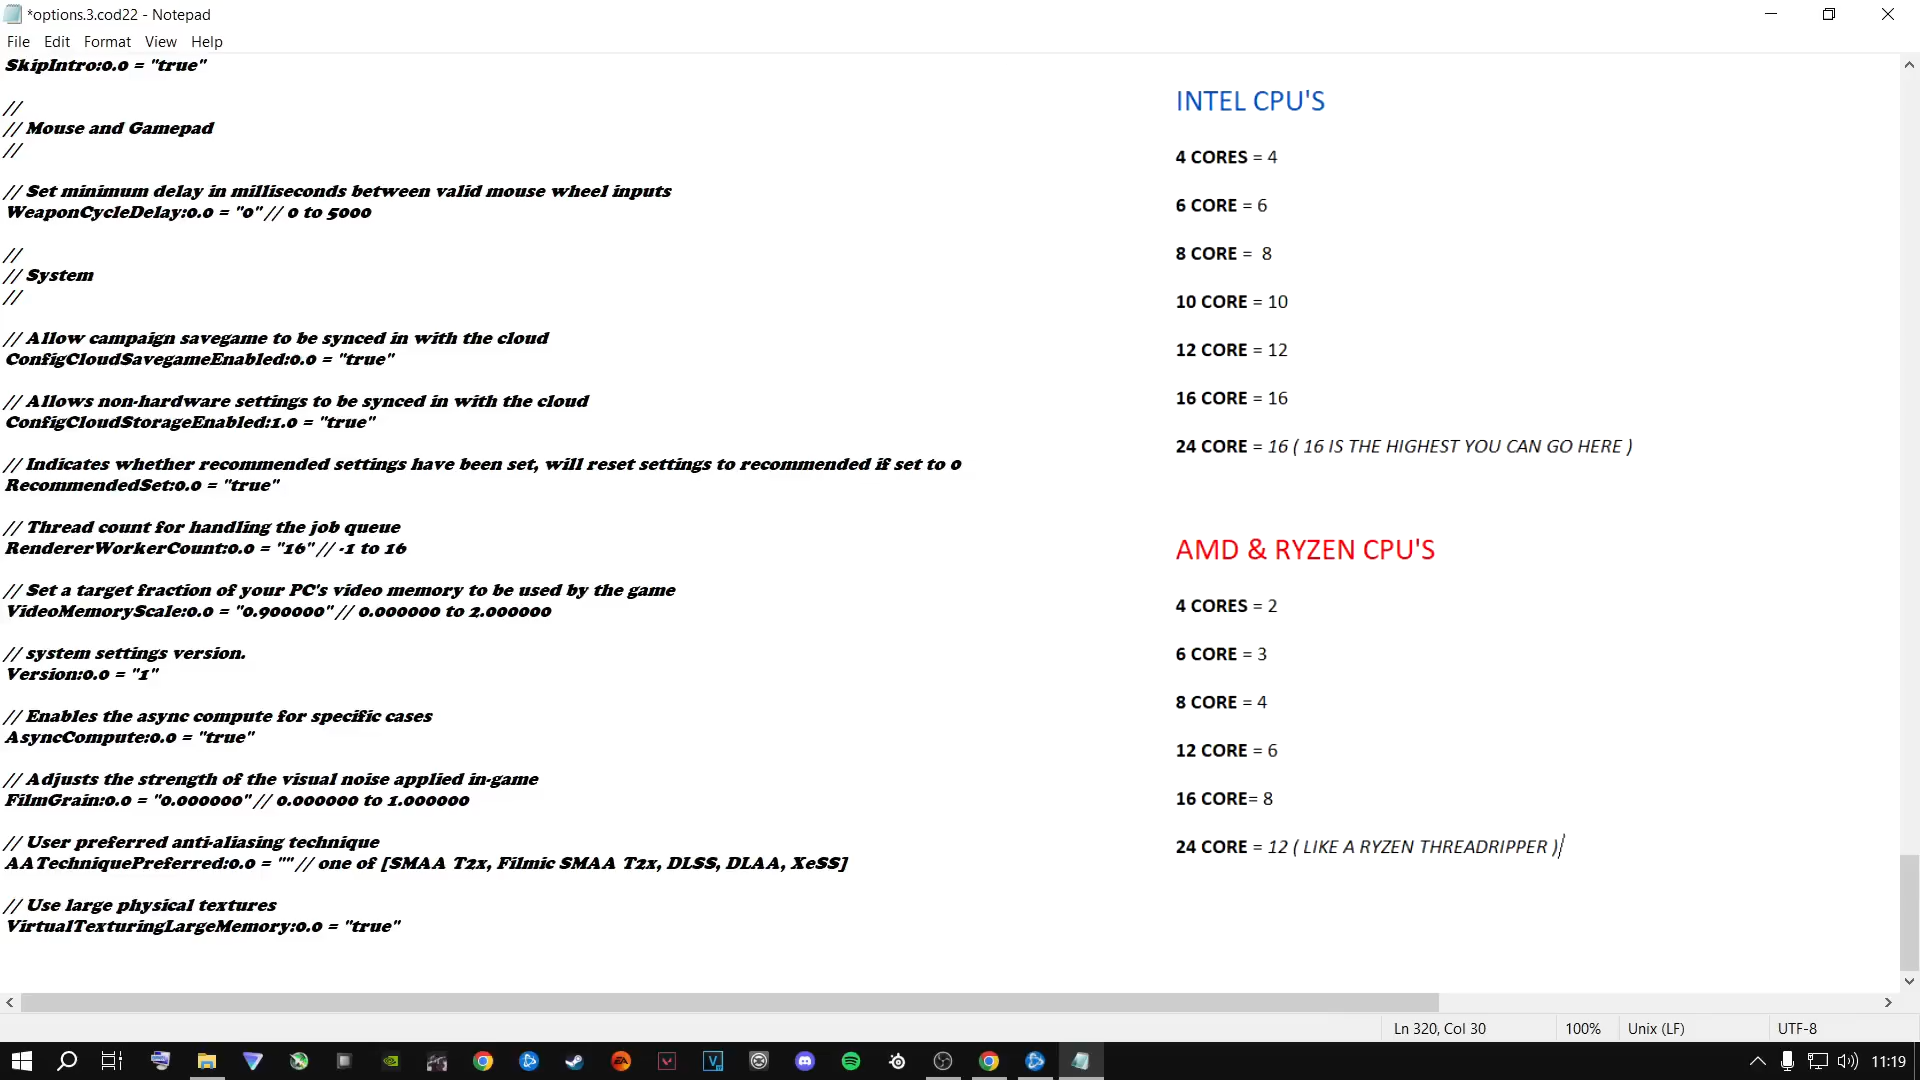 *options.3.cod22 - Notepad
File Edit Format View Help
SkipIntro:0.0 = "true"
//
// Mouse and Gamepad
//
// Set minimum delay in milliseconds between valid mouse wheel inputs
WeaponCycleDelay:0.0 = "0" // 0 to 5000
//
// System
//
// Allow campaign savegame to be synced in with the cloud
ConfigCloudSavegameEnabled:0.0 = "true"
// Allows non-hardware settings to be synced in with the cloud
ConfigCloudStorageEnabled:1.0 = "true"
// Indicates whether recommended settings have been set, will reset settings to recommended if set to 0
RecommendedSet:0.0 = "true"
// Thread count for handling the job queue
RendererWorkerCount:0.0 = "16" // -1 to 16
// Set a target fraction of your PC's video memory to be used by the game
VideoMemoryScale:0.0 = "0.900000" // 0.000000 to 2.000000
// system settings version.
Version:0.0 = "1"
// Enables the async compute for specific cases
AsyncCompute:0.0 = "true"
// Adjusts the strength of the visual noise applied in-game
FilmGrain:0.0 = "0.000000" // 0.000000 to 1.000000
// User preferred anti-aliasing technique
AATechniquePreferred:0.0 = "" // one of [SMAA T2x, Filmic SMAA T2x, DLSS, DLAA, XeSS]
// Use large physical textures
VirtualTexturingLargeMemory:0.0 = "true"
INTEL CPU'S
4 CORES = 4
6 CORE = 6
8 CORE =  8
10 CORE = 10
12 CORE = 12
16 CORE = 16
24 CORE = 16 ( 16 IS THE HIGHEST YOU CAN GO HERE )
AMD & RYZEN CPU'S
4 CORES = 2
6 CORE = 3
8 CORE = 4
12 CORE = 6
16 CORE= 8
24 CORE = 12 ( LIKE A RYZEN THREADRIPPER )
Ln 320, Col 30 100% Unix (LF) UTF-8
11:19